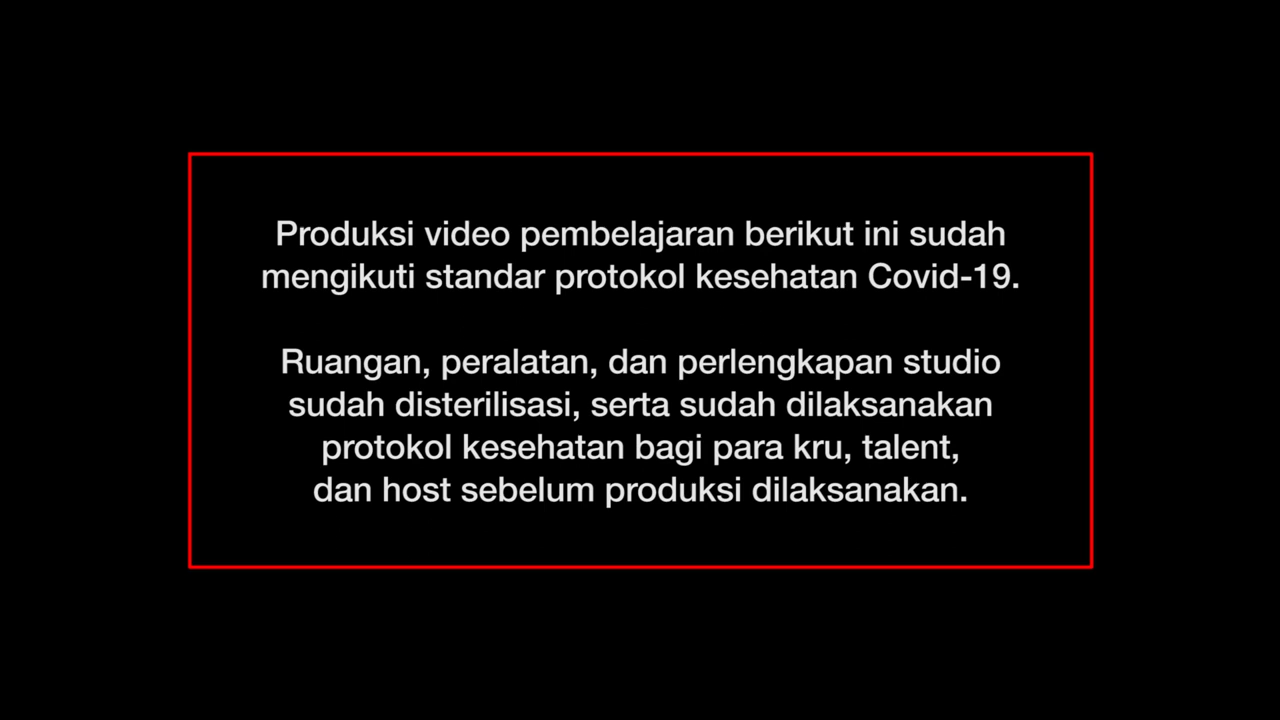 Produksi video pembelajaran berikut ini sudah
mengikuti standar protokol kesehatan Covid-19.
Ruangan, peralatan, dan perlengkapan studio
sudah disterilisasi, serta sudah dilaksanakan
protokol kesehatan bagi para kru, talent,
dan host sebelum produksi dilaksanakan.